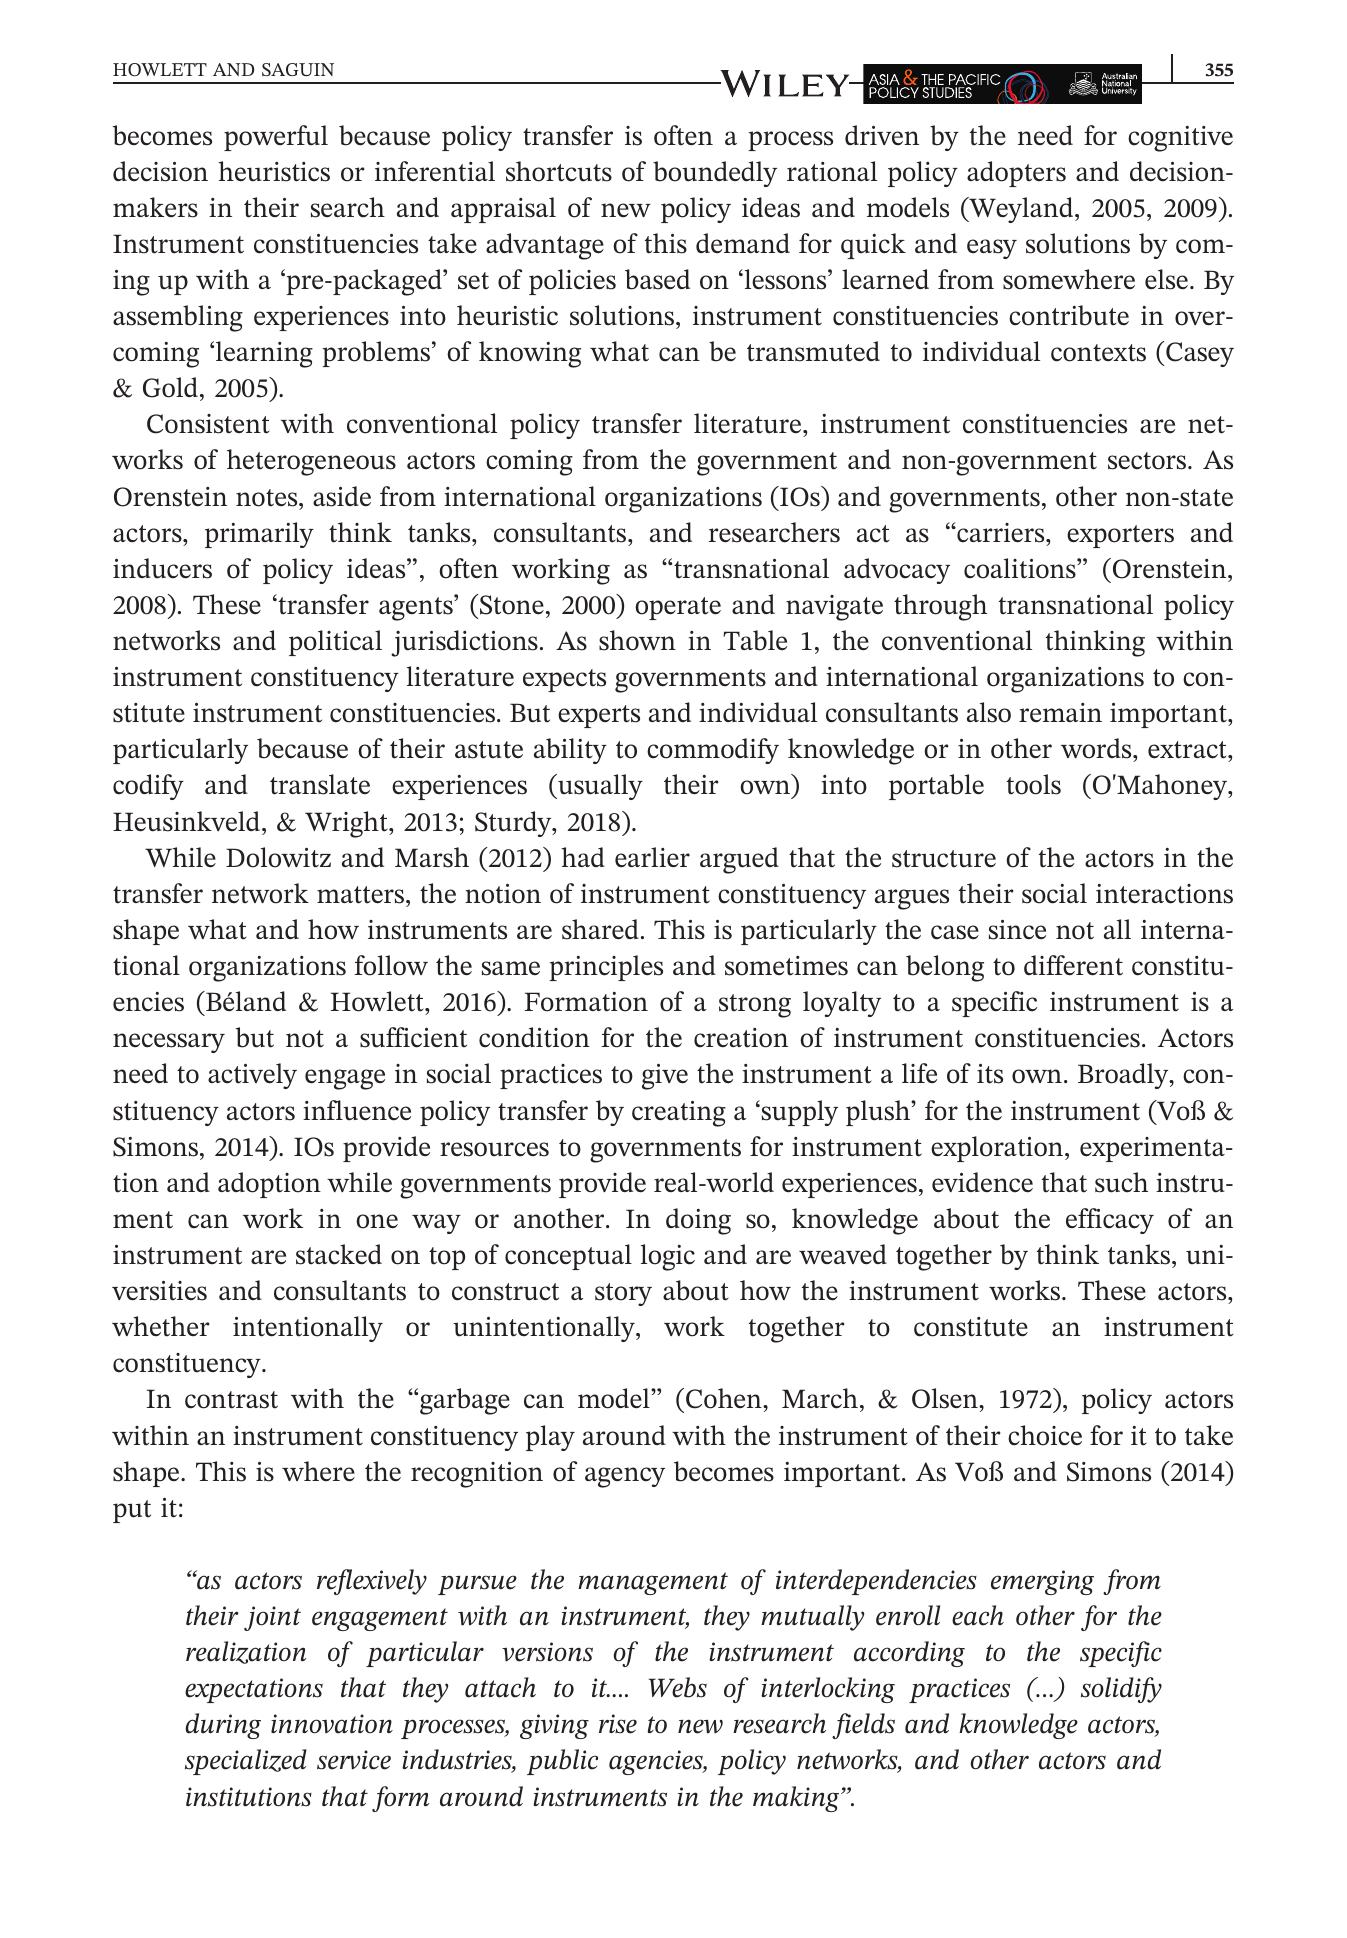 HOWLETT AND SAGUIN
WILEY
ASIA & THE PACIFIC
POLICY STUDIES
Australian
National
University
355
becomes powerful because policy transfer is often a process driven by the need for cognitive
decision heuristics or inferential shortcuts of boundedly rational policy adopters and decision-
makers in their search and appraisal of new policy ideas and models (Weyland, 2005, 2009).
Instrument constituencies take advantage of this demand for quick and easy solutions by com-
ing up with a ‘pre-packaged’ set of policies based on ‘lessons’ learned from somewhere else. By
assembling experiences into heuristic solutions, instrument constituencies contribute in over-
coming ‘learning problems’ of knowing what can be transmuted to individual contexts (Casey
& Gold, 2005).
Consistent with conventional policy transfer literature, instrument constituencies are net-
works of heterogeneous actors coming from the government and non-government sectors. As
Orenstein notes, aside from international organizations (IOs) and governments, other non-state
actors, primarily think tanks, consultants, and researchers act as “carriers, exporters and
inducers of policy ideas”, often working as “transnational advocacy coalitions” (Orenstein,
2008). These ‘transfer agents’ (Stone, 2000) operate and navigate through transnational policy
networks and political jurisdictions. As shown in Table 1, the conventional thinking within
instrument constituency literature expects governments and international organizations to con-
stitute instrument constituencies. But experts and individual consultants also remain important,
particularly because of their astute ability to commodify knowledge or in other words, extract,
codify and translate experiences (usually their own) into portable tools (O'Mahoney,
Heusinkveld, & Wright, 2013; Sturdy, 2018).
While Dolowitz and Marsh (2012) had earlier argued that the structure of the actors in the
transfer network matters, the notion of instrument constituency argues their social interactions
shape what and how instruments are shared. This is particularly the case since not all interna-
tional organizations follow the same principles and sometimes can belong to different constitu-
encies (Béland & Howlett, 2016). Formation of a strong loyalty to a specific instrument is a
necessary but not a sufficient condition for the creation of instrument constituencies. Actors
need to actively engage in social practices to give the instrument a life of its own. Broadly, con-
stituency actors influence policy transfer by creating a ‘supply plush’ for the instrument (Voß &
Simons, 2014). IOs provide resources to governments for instrument exploration, experimenta-
tion and adoption while governments provide real-world experiences, evidence that such instru-
ment can work in one way or another. In doing so, knowledge about the efficacy of an
instrument are stacked on top of conceptual logic and are weaved together by think tanks, uni-
versities and consultants to construct a story about how the instrument works. These actors,
whether intentionally or unintentionally, work together to constitute an instrument
constituency.
In contrast with the “garbage can model” (Cohen, March, & Olsen, 1972), policy actors
within an instrument constituency play around with the instrument of their choice for it to take
shape. This is where the recognition of agency becomes important. As Voß and Simons (2014)
put it:
“as actors reflexively pursue the management of interdependencies emerging from
their joint engagement with an instrument, they mutually enroll each other for the
realization of particular versions of the instrument according to the specific
expectations that they attach to it.... Webs of interlocking practices (...) solidify
during innovation processes, giving rise to new research fields and knowledge actors,
specialized service industries, public agencies, policy networks, and other actors and
institutions that form around instruments in the making”.